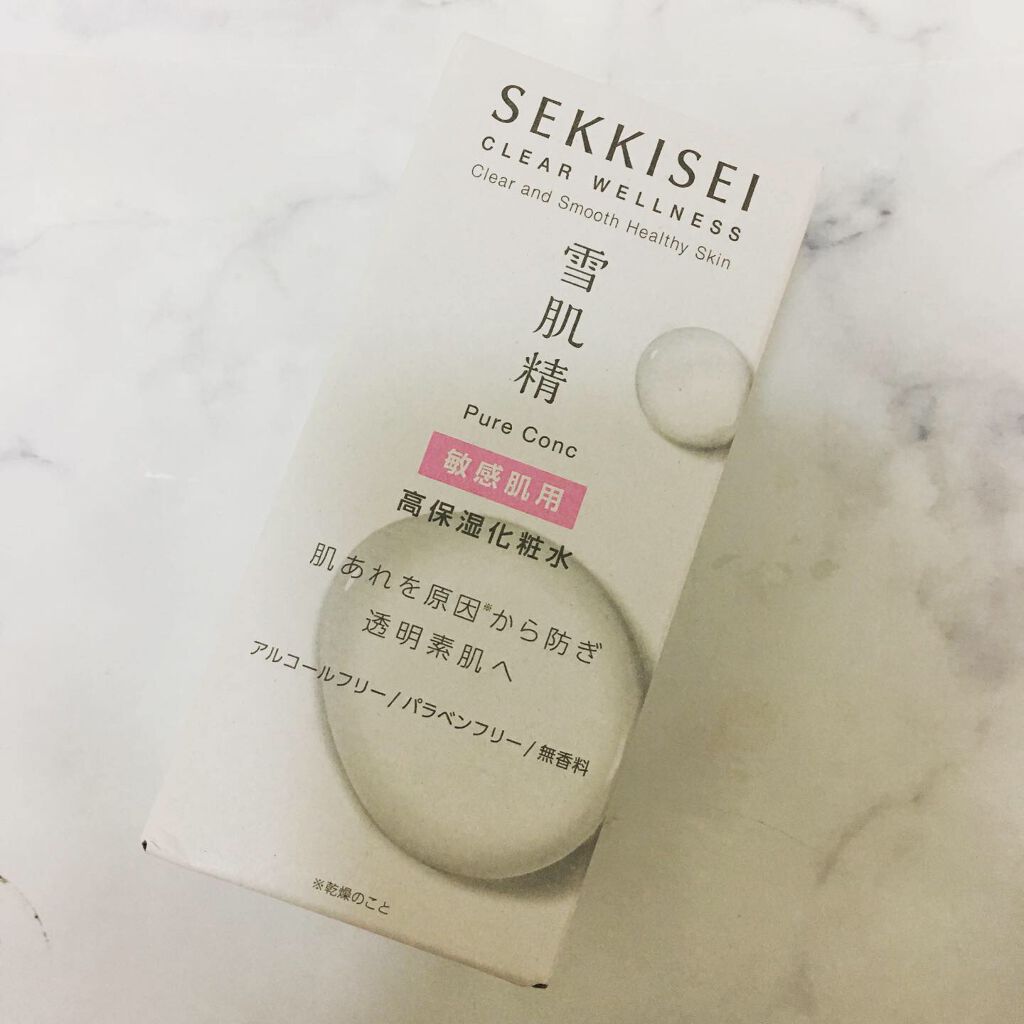 SEKKISEI
CLEAR WELLNESS
Clear and Smooth Healthy Skin
雪肌精
Pure Conc
敏感肌用
高保湿化粧水
肌あれを原因※から防ぎ
透明素肌へ
アルコールフリー/パラベンフリー/無香料
※乾燥のこと